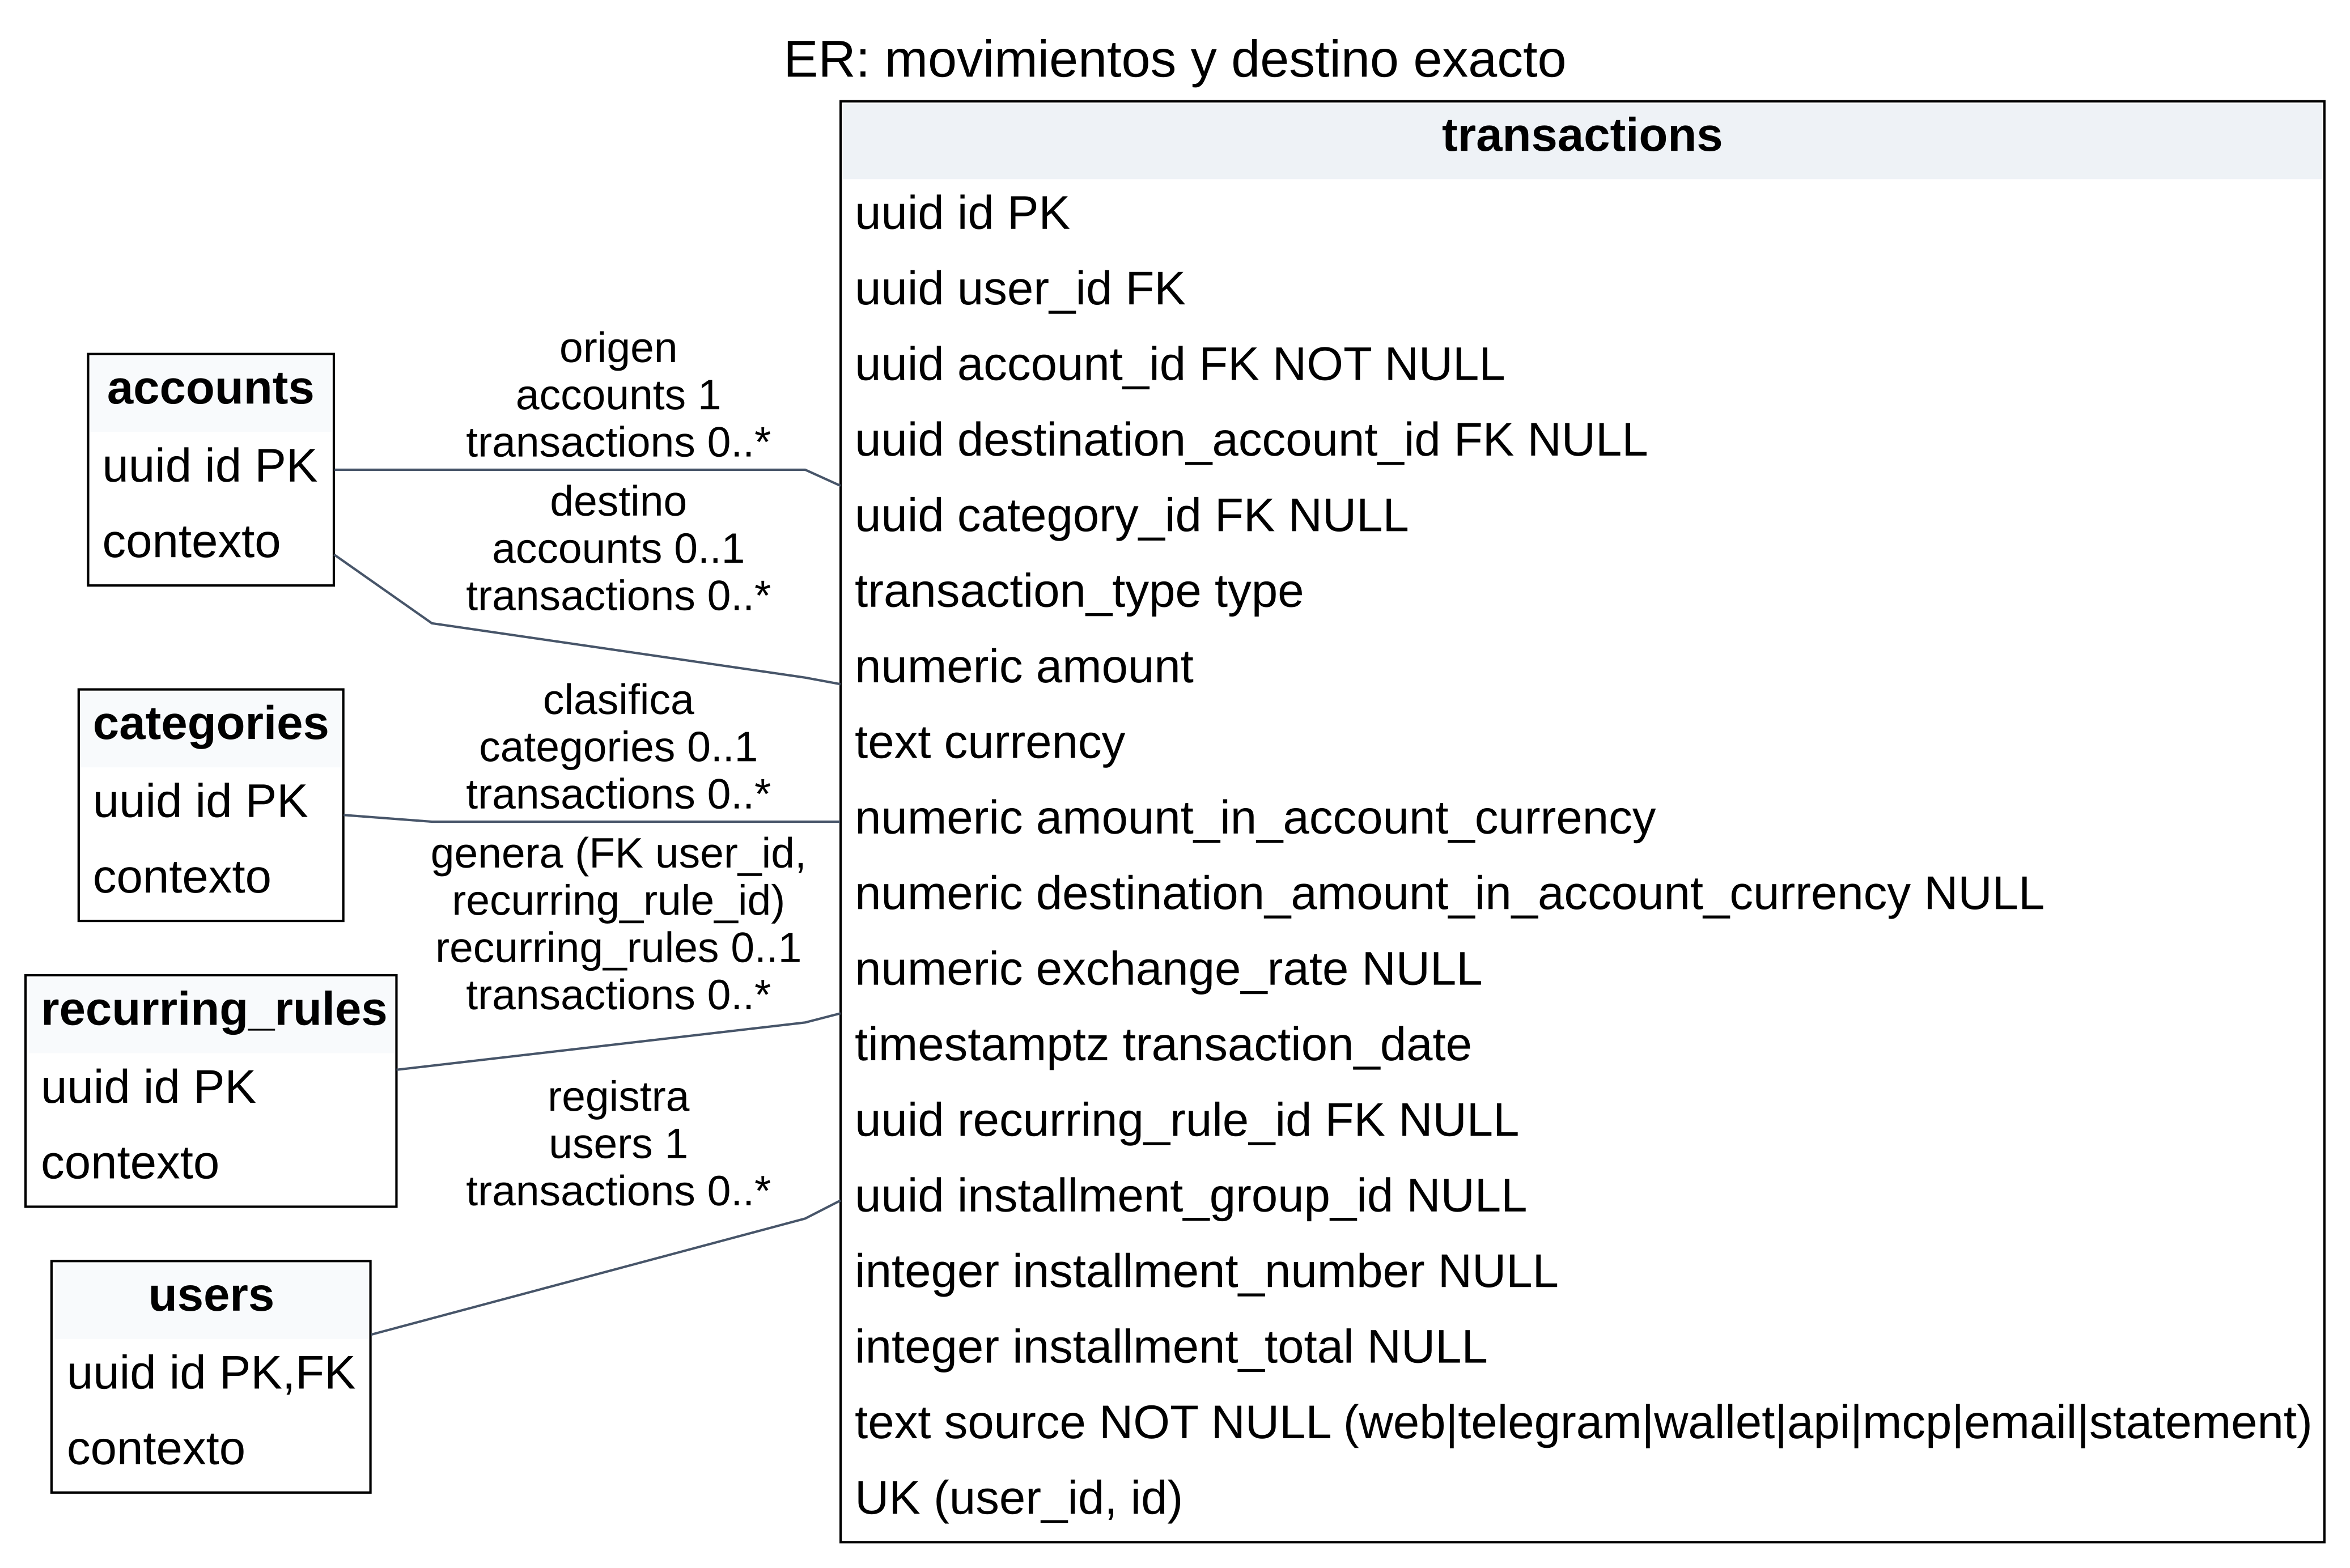 ER: movimientos y destino exacto
accounts
uuid id PK
contexto
categories
uuid id PK
contexto
recurring_rules
uuid id PK
contexto
users
uuid id PK,FK
contexto
origen
accounts 1
transactions 0..*
destino
accounts 0..1
transactions 0..*
clasifica
categories 0..1
transactions 0..*
genera (FK user_id,
recurring_rule_id)
recurring_rules 0..1
transactions 0..*
registra
users 1
transactions 0..*
transactions
uuid id PK
uuid user_id FK
uuid account_id FK NOT NULL
uuid destination_account_id FK NULL
uuid category_id FK NULL
transaction_type type
numeric amount
text currency
numeric amount_in_account_currency
numeric destination_amount_in_account_currency NULL
numeric exchange_rate NULL
timestamptz transaction_date
uuid recurring_rule_id FK NULL
uuid installment_group_id NULL
integer installment_number NULL
integer installment_total NULL
text source NOT NULL (web|telegram|wallet|api|mcp|email|statement)
UK (user_id, id)